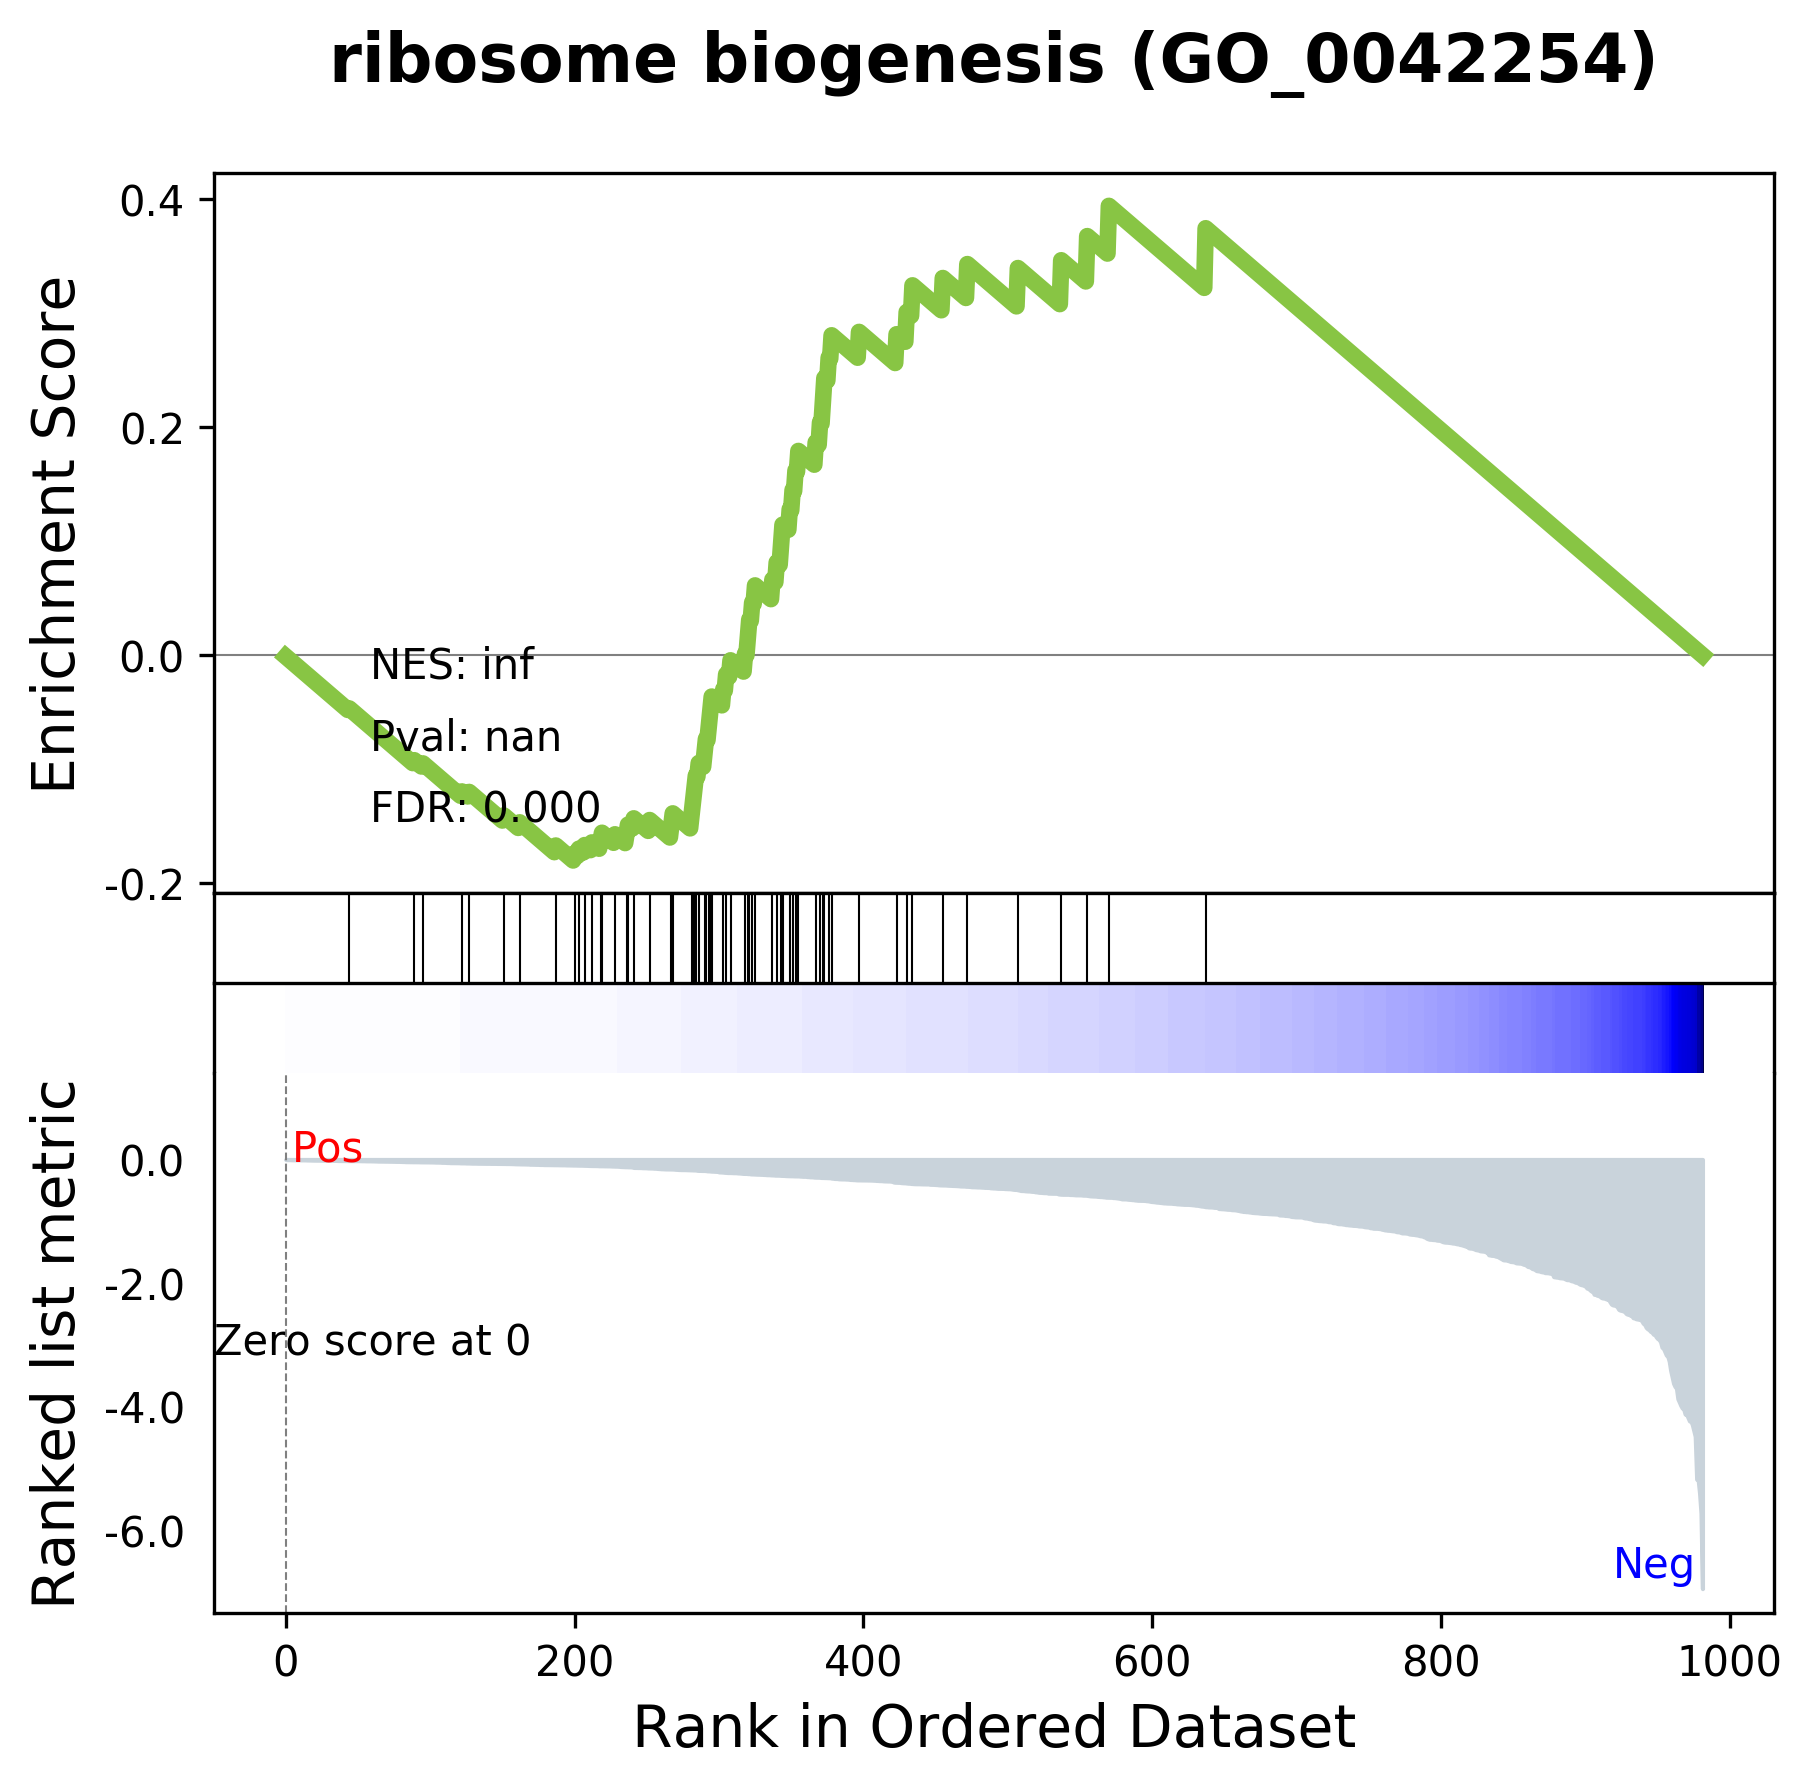 ribosome biogenesis (GO_0042254)
Enrichment Score
0.4
0.2
0.0
-0.2
NES: inf
Pval: nan
FDR: 0.000
Ranked list metric
0.0
-2.0
-4.0
-6.0
Pos
Zero score at 0
Neg
0 200 400 600 800 1000
Rank in Ordered Dataset